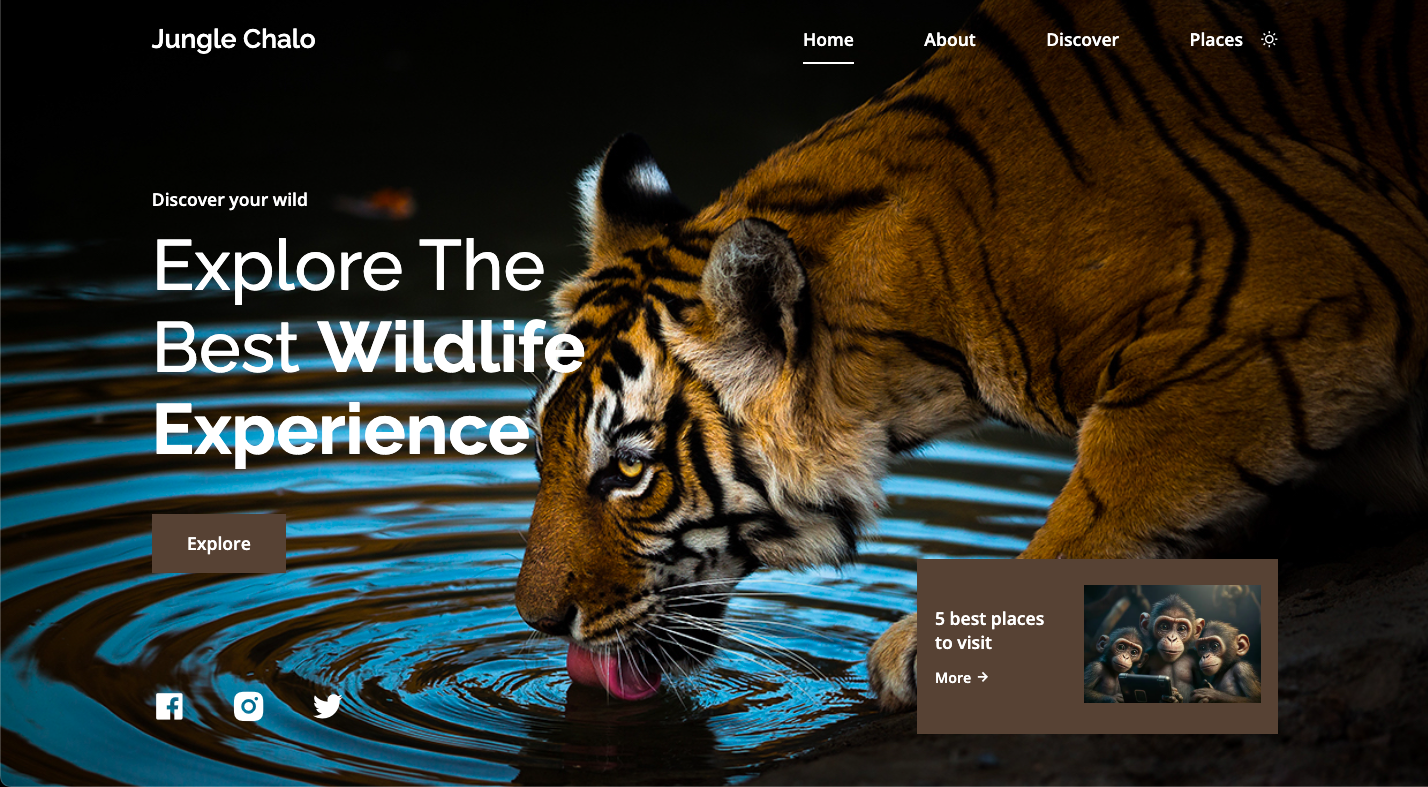 Jungle Chalo
Home About Discover Places
Discover your wild
Explore The
Best Wildlife
Experience
Explore
5 best places
to visit
More →